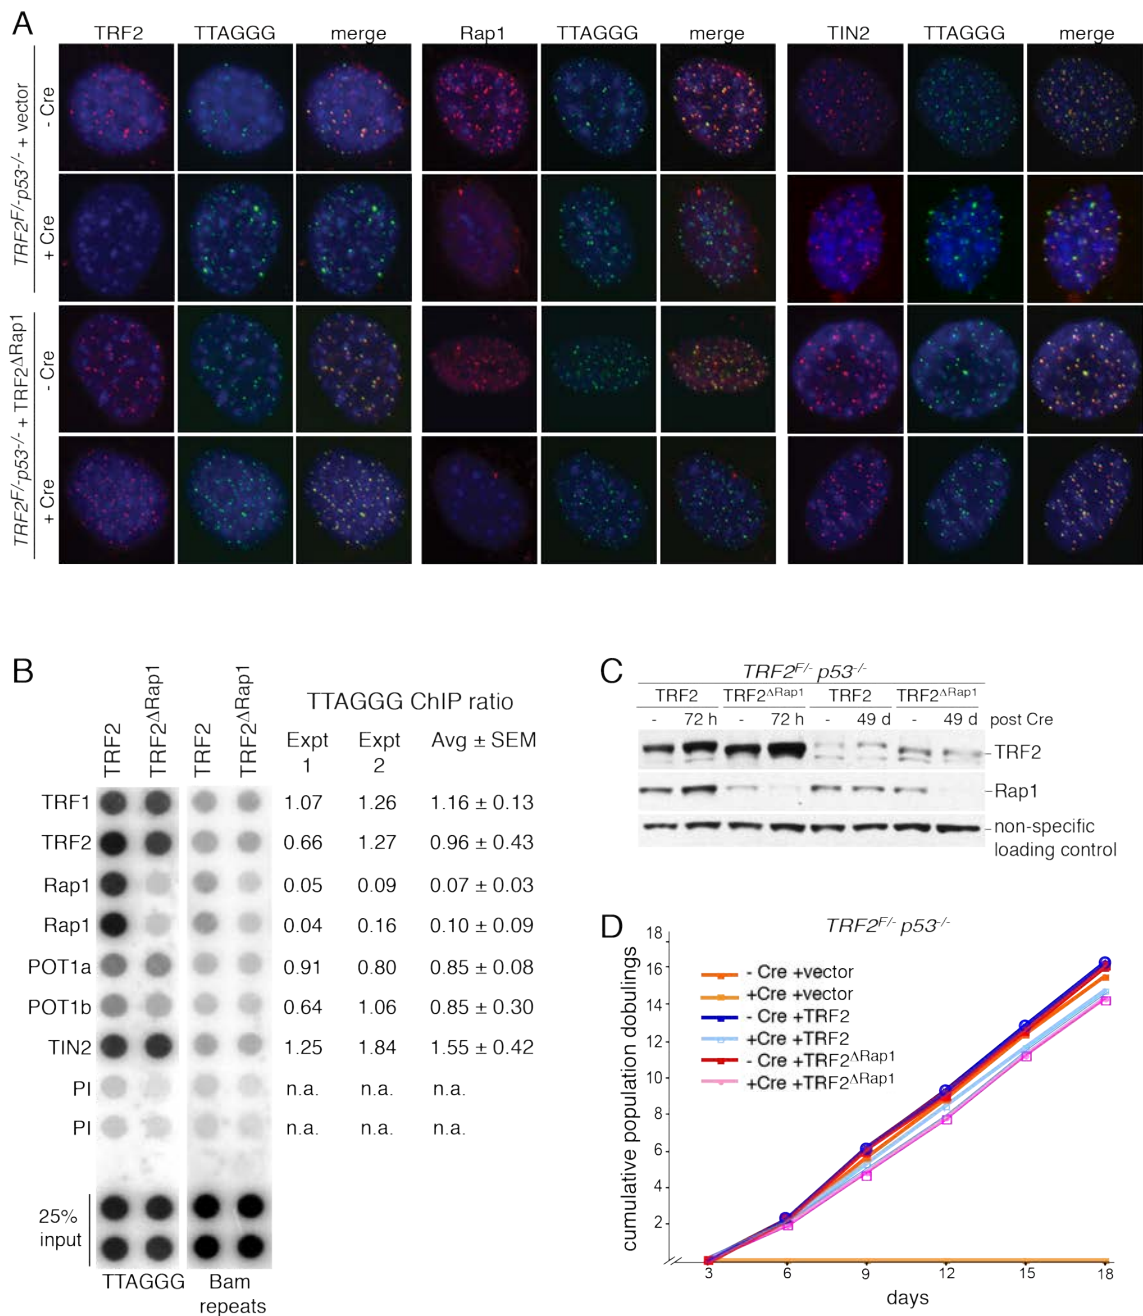 A
TRF2 TTAGGG merge Rap1 TTAGGG merge TIN2 TTAGGG merge
TRF2F/-p53-/- + vector
- Cre
+ Cre
TRF2F/-p53-/- + TRF2ΔRap1
- Cre
+ Cre
B
TRF2 TRF2ΔRap1 TRF2 TRF2ΔRap1
TTAGGG ChIP ratio
Expt 1 Expt 2 Avg ± SEM
TRF1 1.07 1.26 1.16 ± 0.13
TRF2 0.66 1.27 0.96 ± 0.43
Rap1 0.05 0.09 0.07 ± 0.03
Rap1 0.04 0.16 0.10 ± 0.09
POT1a 0.91 0.80 0.85 ± 0.08
POT1b 0.64 1.06 0.85 ± 0.30
TIN2 1.25 1.84 1.55 ± 0.42
PI n.a. n.a. n.a.
PI n.a. n.a. n.a.
25%
input
TTAGGG Bam
repeats
C
TRF2F/- p53-/-
TRF2 TRF2ΔRap1 TRF2 TRF2ΔRap1
- 72 h - 72 h - 49 d - 49 d post Cre
-TRF2
-Rap1
-non-specific
loading control
D
TRF2F/- p53-/-
cumulative population dobulings
18
16
14
12
10
8
6
4
2
- Cre +vector
+Cre +vector
- Cre +TRF2
+Cre +TRF2
- Cre +TRF2ΔRap1
+Cre +TRF2ΔRap1
3 6 9 12 15 18
days